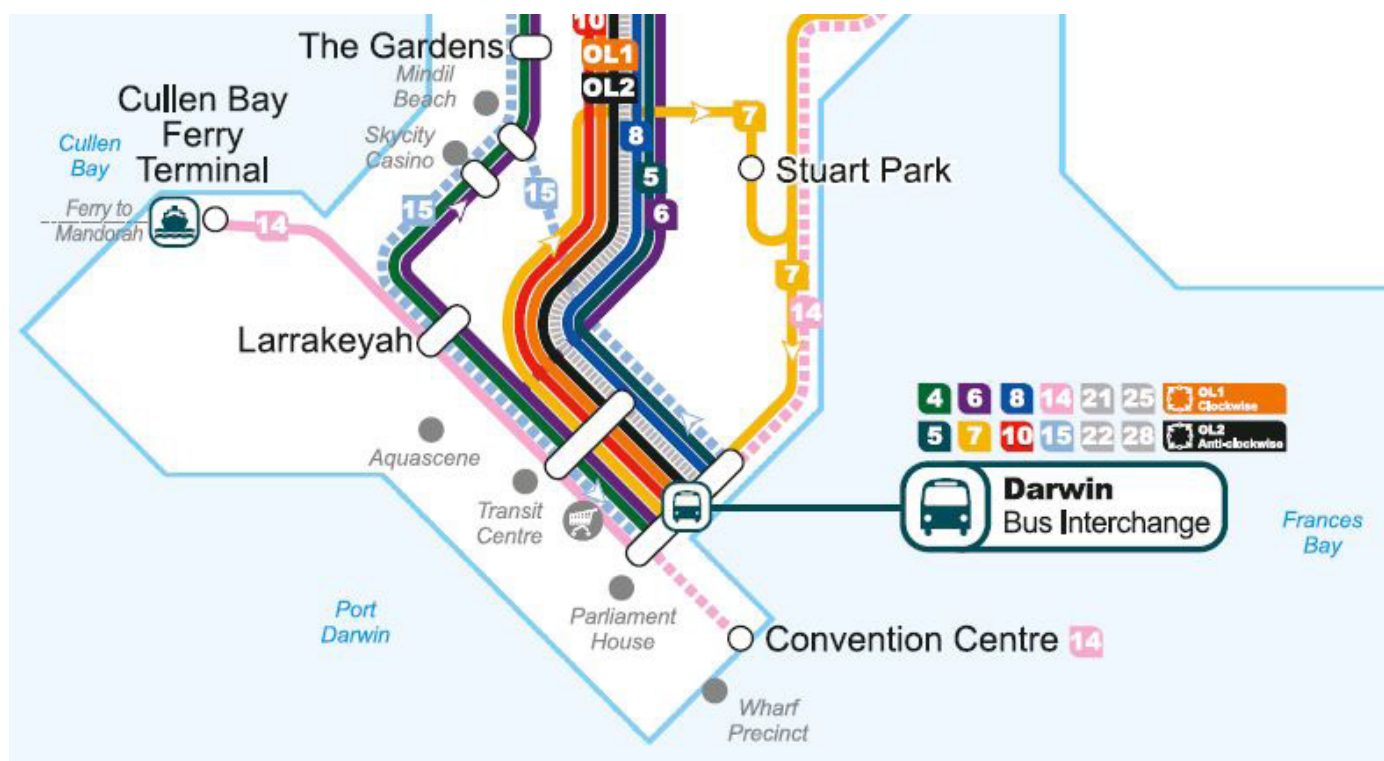 10
OL1
OL2
The Gardens
Mindil
Beach
Cullen Bay
Ferry
Terminal
Cullen
Bay
Skycity
Casino
7
8
Stuart Park
5
15
15
6
Ferry to
Mandorah
14
7
14
Larrakeyah
4 6 8 14 21 25 OL1
Clockwise
5 7 10 15 22 28 OL2
Anti-clockwise
Aquascene
Transit
Centre
Darwin
Bus Interchange
Frances
Bay
Port
Darwin
Parliament
House
Convention Centre 14
Wharf
Precinct